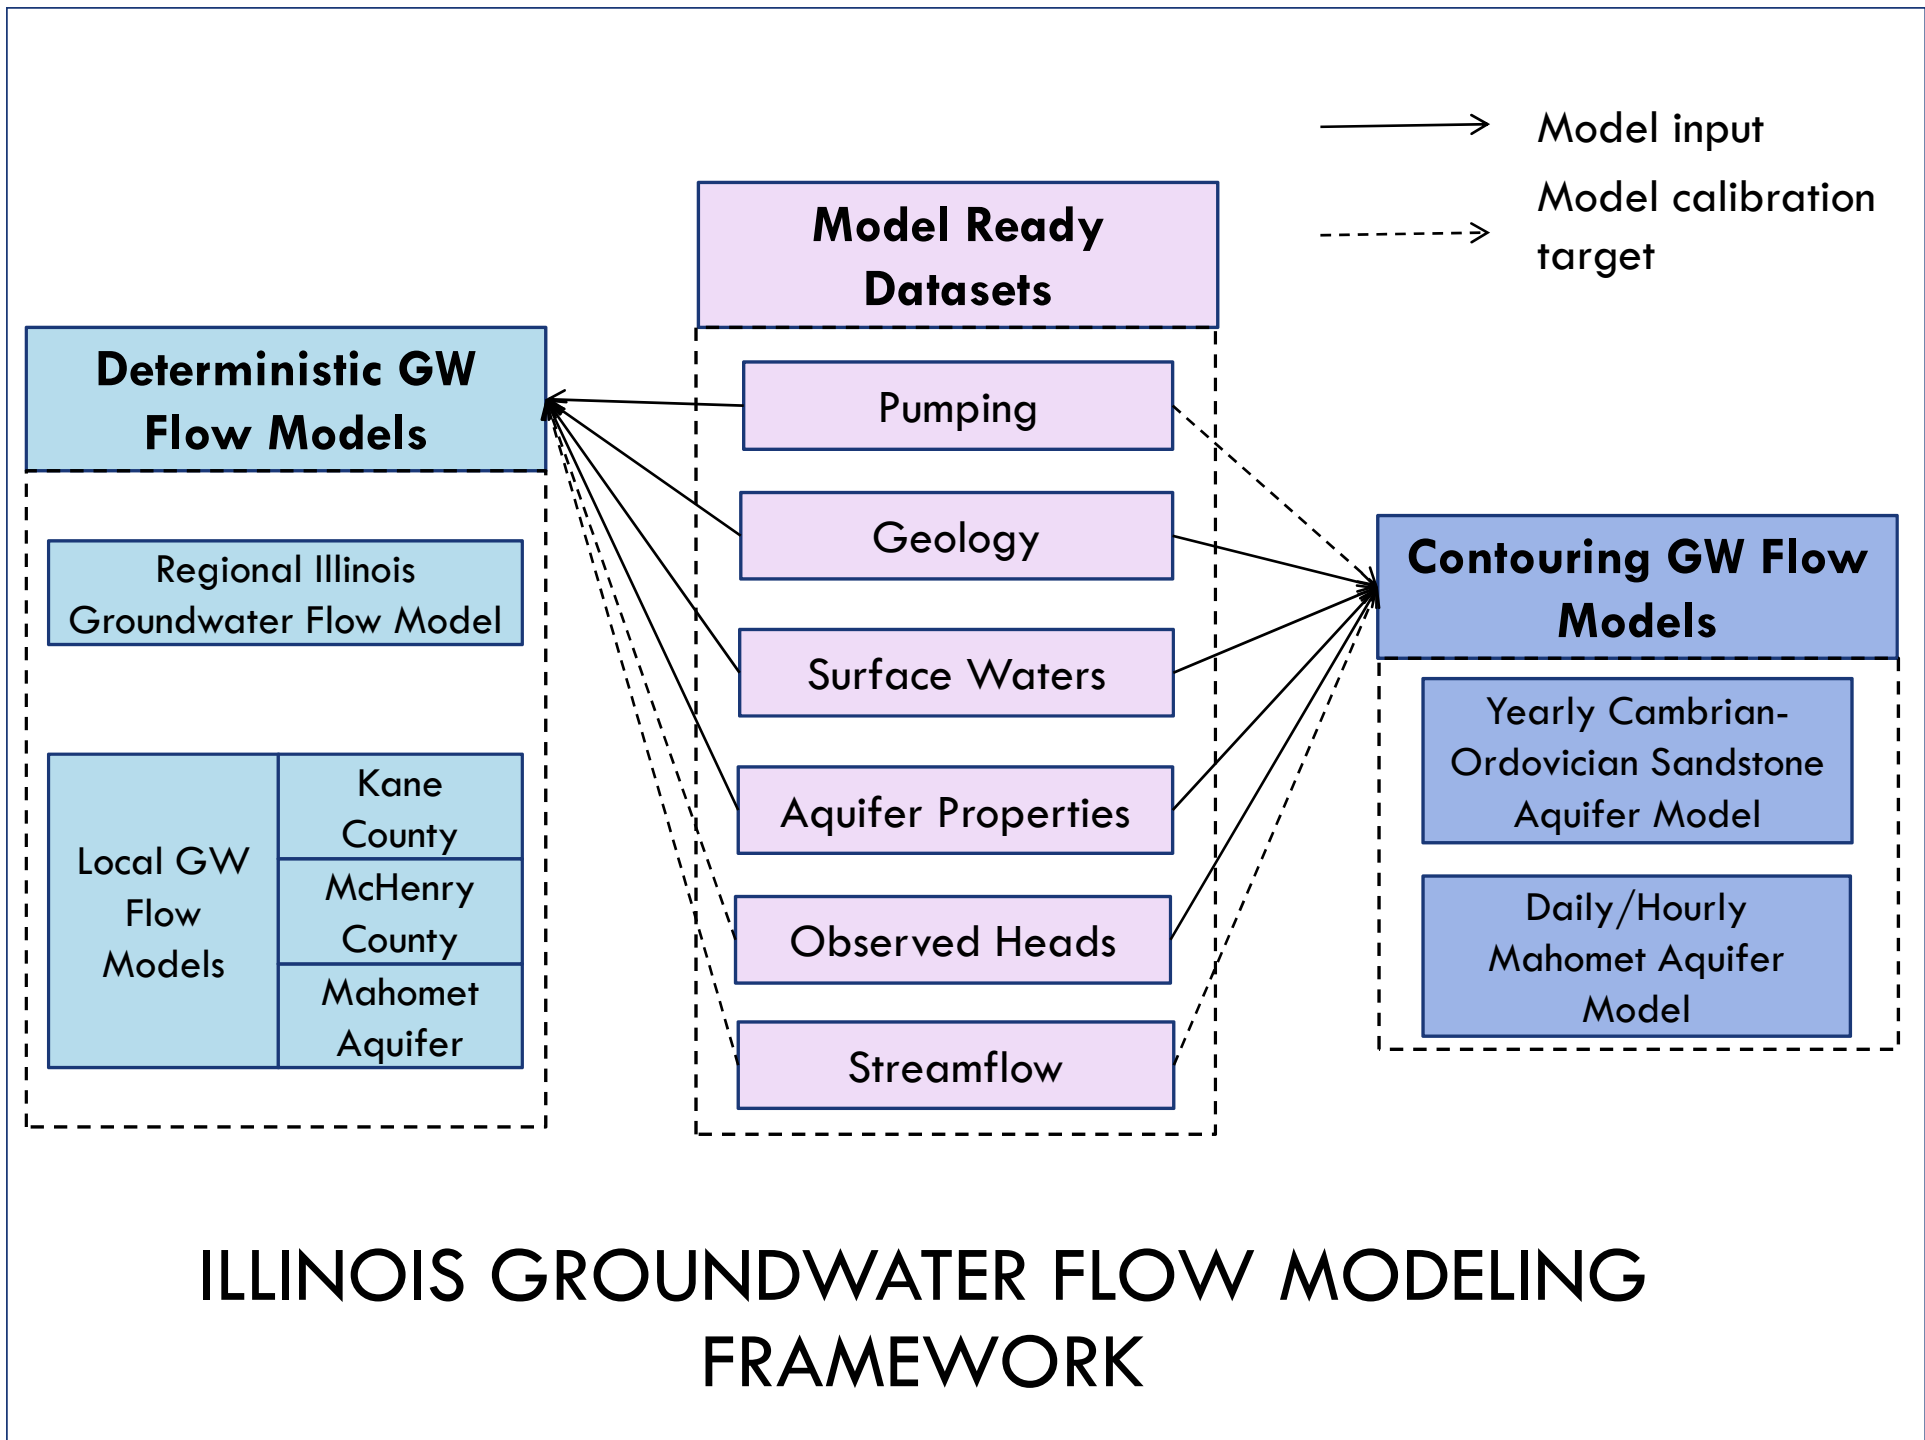 Model input
Model calibration
target
Model Ready
Datasets
Deterministic GW
Flow Models
Regional Illinois
Groundwater Flow Model
Local GW
Flow
Models
Kane
County
McHenry
County
Mahomet
Aquifer
Pumping
Geology
Surface Waters
Aquifer Properties
Observed Heads
Streamflow
Contouring GW Flow
Models
Yearly Cambrian-
Ordovician Sandstone
Aquifer Model
Daily/Hourly
Mahomet Aquifer
Model
ILLINOIS GROUNDWATER FLOW MODELING
FRAMEWORK